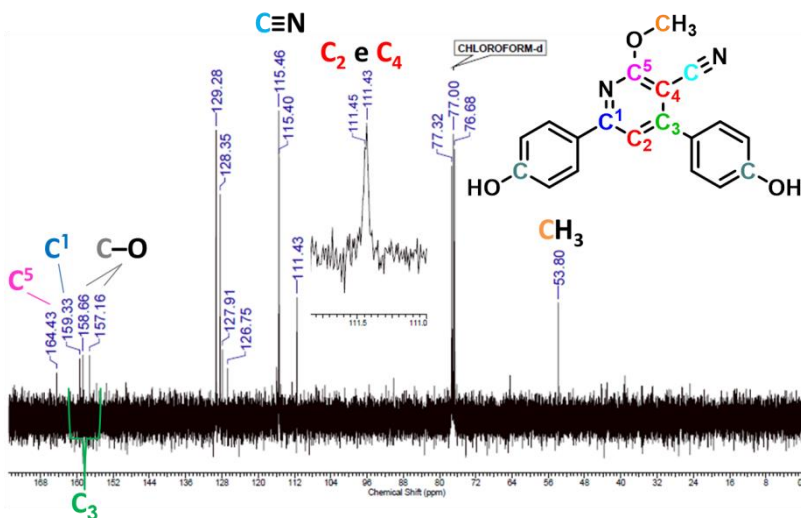 C≡N
C₂ e C₄
CHLOROFORM-d
O
CH₃
C⁵
N
C
N
C₄
C¹
C₂
C₃
C
HO
C
OH
129.28
128.35
127.91
126.75
115.46
115.40
111.43
111.45
111.43
111.5
111.0
77.32
77.00
76.68
CH₃
53.80
C⁵
C¹
C–O
164.43
159.33
158.66
157.16
168 160 152 144 136 128 120 112 104 96 88 80 72 64 56 48 40 32 24 16 8 0
Chemical Shift (ppm)
C₃